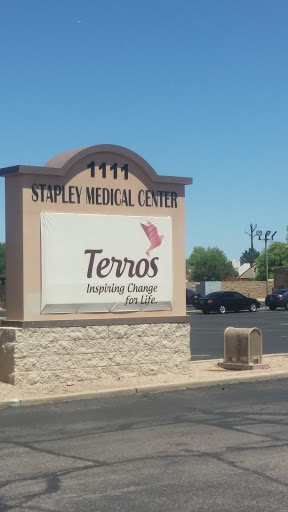 1111
STAPLEY MEDICAL CENTER
Terros
Inspiring Change
for Life.